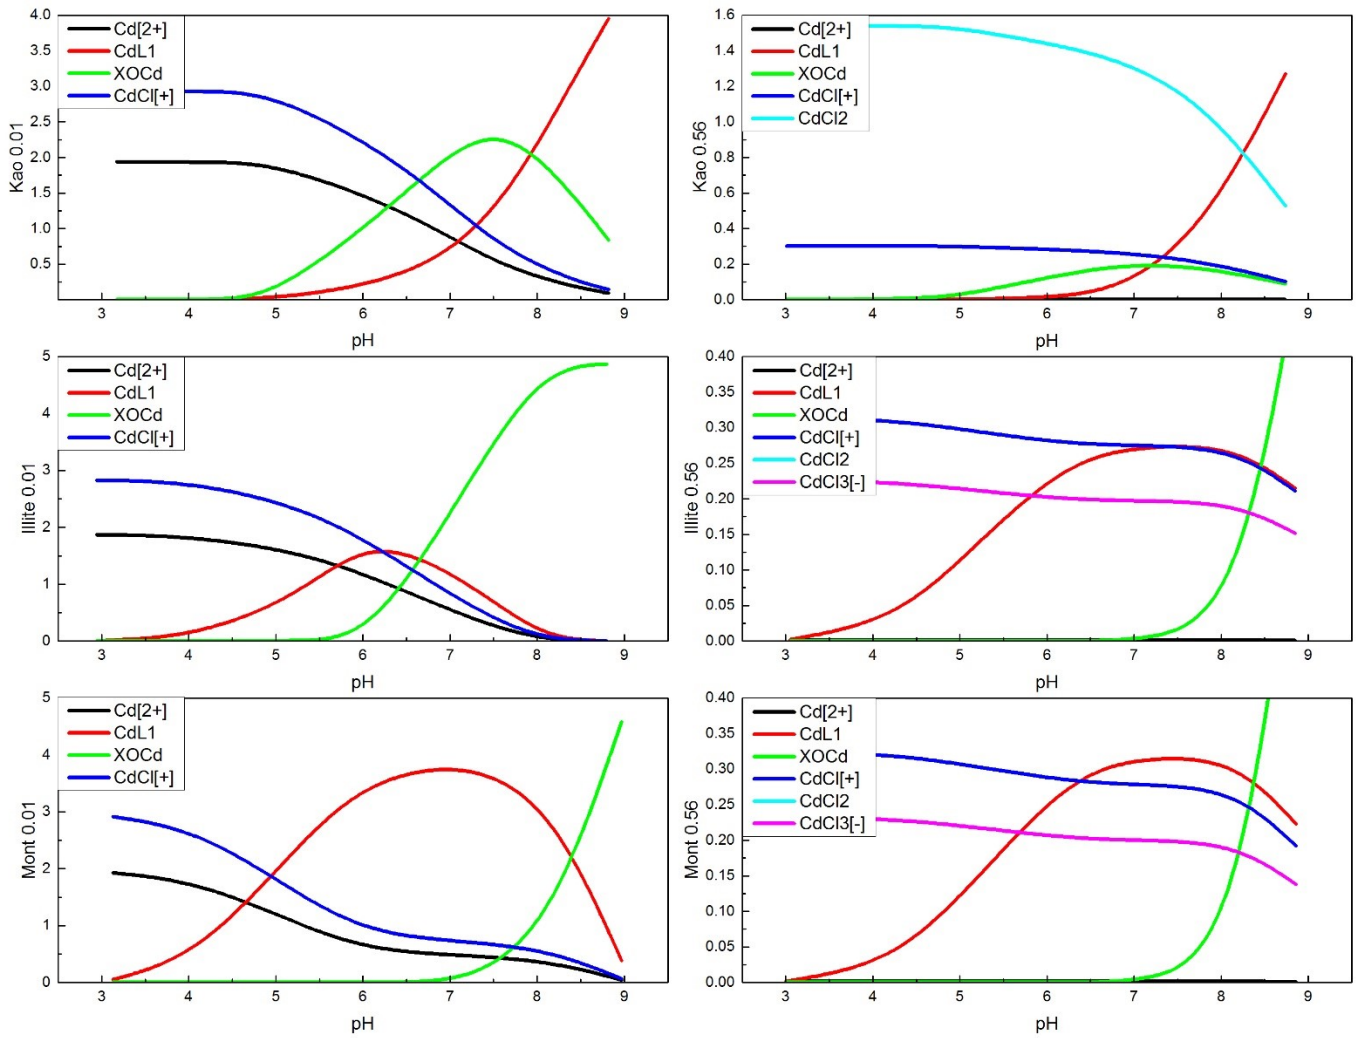 4.0
3.5
3.0
2.5
2.0
1.5
1.0
0.5
Kao 0.01
Cd[2+]
CdL1
XOCd
CdCl[+]
3 4 5 6 7 8 9
pH
1.6
1.4
1.2
1.0
0.8
0.6
0.4
0.2
0.0
Kao 0.56
Cd[2+]
CdL1
XOCd
CdCl[+]
CdCl2
3 4 5 6 7 8 9
pH
5
4
3
2
1
0
Illite 0.01
Cd[2+]
CdL1
XOCd
CdCl[+]
3 4 5 6 7 8 9
pH
0.40
0.35
0.30
0.25
0.20
0.15
0.10
0.05
0.00
Illite 0.56
Cd[2+]
CdL1
XOCd
CdCl[+]
CdCl2
CdCl3[-]
3 4 5 6 7 8 9
pH
5
4
3
2
1
0
Mont 0.01
Cd[2+]
CdL1
XOCd
CdCl[+]
3 4 5 6 7 8 9
pH
0.40
0.35
0.30
0.25
0.20
0.15
0.10
0.05
0.00
Mont 0.56
Cd[2+]
CdL1
XOCd
CdCl[+]
CdCl2
CdCl3[-]
3 4 5 6 7 8 9
pH